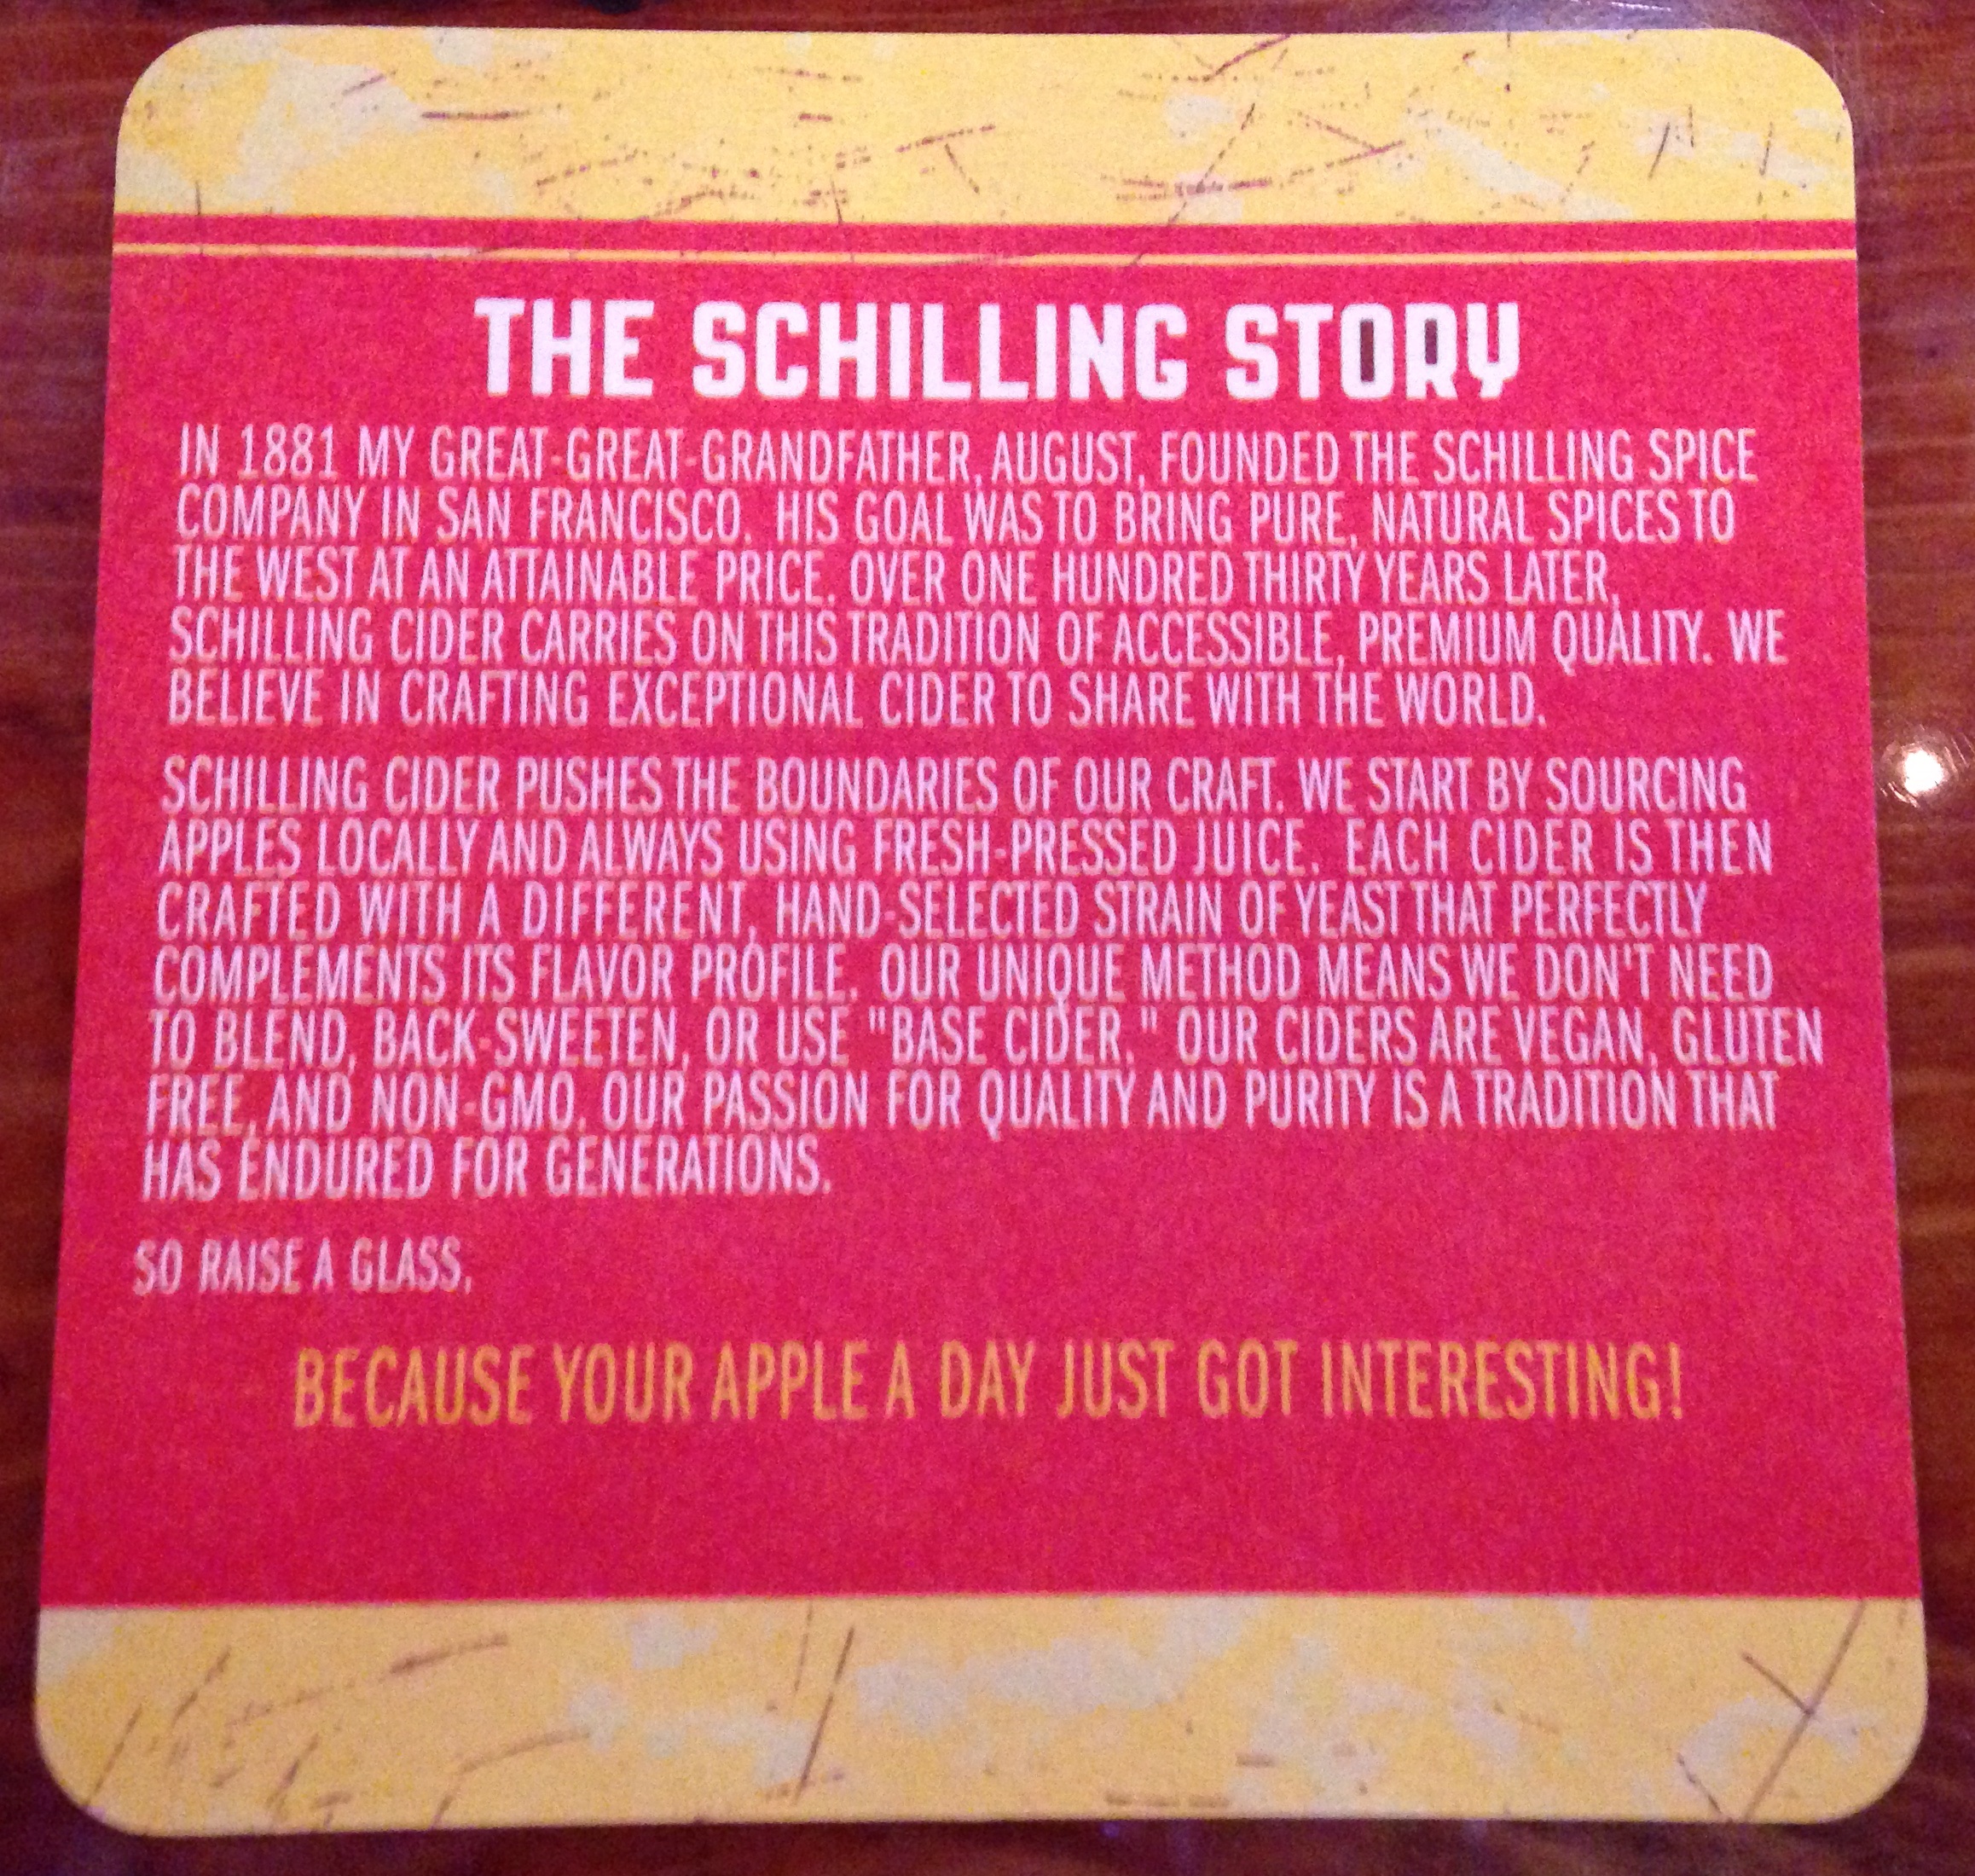 THE SCHILLING STORY
IN 1881 MY GREAT-GREAT-GRANDFATHER, AUGUST, FOUNDED THE SCHILLING SPICE
COMPANY IN SAN FRANCISCO. HIS GOAL WAS TO BRING PURE, NATURAL SPICES TO
THE WEST AT AN ATTAINABLE PRICE. OVER ONE HUNDRED THIRTY YEARS LATER,
SCHILLING CIDER CARRIES ON THIS TRADITION OF ACCESSIBLE, PREMIUM QUALITY. WE
BELIEVE IN CRAFTING EXCEPTIONAL CIDER TO SHARE WITH THE WORLD.
SCHILLING CIDER PUSHES THE BOUNDARIES OF OUR CRAFT. WE START BY SOURCING
APPLES LOCALLY AND ALWAYS USING FRESH-PRESSED JUICE. EACH CIDER IS THEN
CRAFTED WITH A DIFFERENT, HAND-SELECTED STRAIN OF YEAST THAT PERFECTLY
COMPLEMENTS ITS FLAVOR PROFILE. OUR UNIQUE METHOD MEANS WE DON'T NEED
TO BLEND, BACK-SWEETEN, OR USE "BASE CIDER." OUR CIDERS ARE VEGAN, GLUTEN
FREE, AND NON-GMO. OUR PASSION FOR QUALITY AND PURITY IS A TRADITION THAT
HAS ENDURED FOR GENERATIONS.
SO RAISE A GLASS,
BECAUSE YOUR APPLE A DAY JUST GOT INTERESTING!